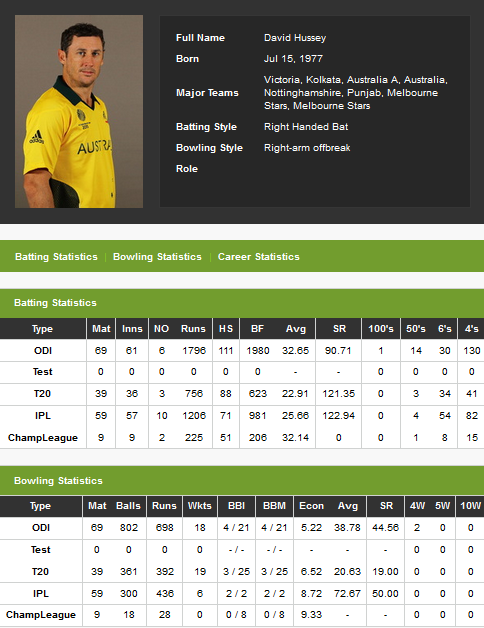 Full Name David Hussey
Born Jul 15, 1977
Major Teams Victoria, Kolkata, Australia A, Australia,
Nottinghamshire, Punjab, Melbourne
Stars, Melbourne Stars
Batting Style Right Handed Bat
Bowling Style Right-arm offbreak
Role
adidas
AUSTRA
Batting Statistics | Bowling Statistics | Career Statistics
Batting Statistics
Type Mat Inns NO Runs HS BF Avg SR 100's 50's 6's 4's
ODI 69 61 6 1796 111 1980 32.65 90.71 1 14 30 130
Test 0 0 0 0 0 0 - - 0 0 0 0
T20 39 36 3 756 88 623 22.91 121.35 0 3 34 41
IPL 59 57 10 1206 71 981 25.66 122.94 0 4 54 82
ChampLeague 9 9 2 225 51 206 32.14 0 0 1 8 15
Bowling Statistics
Type Mat Balls Runs Wkts BBI BBM Econ Avg SR 4W 5W 10W
ODI 69 802 698 18 4 / 21 4 / 21 5.22 38.78 44.56 2 0 0
Test 0 0 0 0 - / - - / - - - - 0 0 0
T20 39 361 392 19 3 / 25 3 / 25 6.52 20.63 19.00 0 0 0
IPL 59 300 436 6 2 / 2 2 / 2 8.72 72.67 50.00 0 0 0
ChampLeague 9 18 28 0 0 / 8 0 / 8 9.33 - - 0 0 0